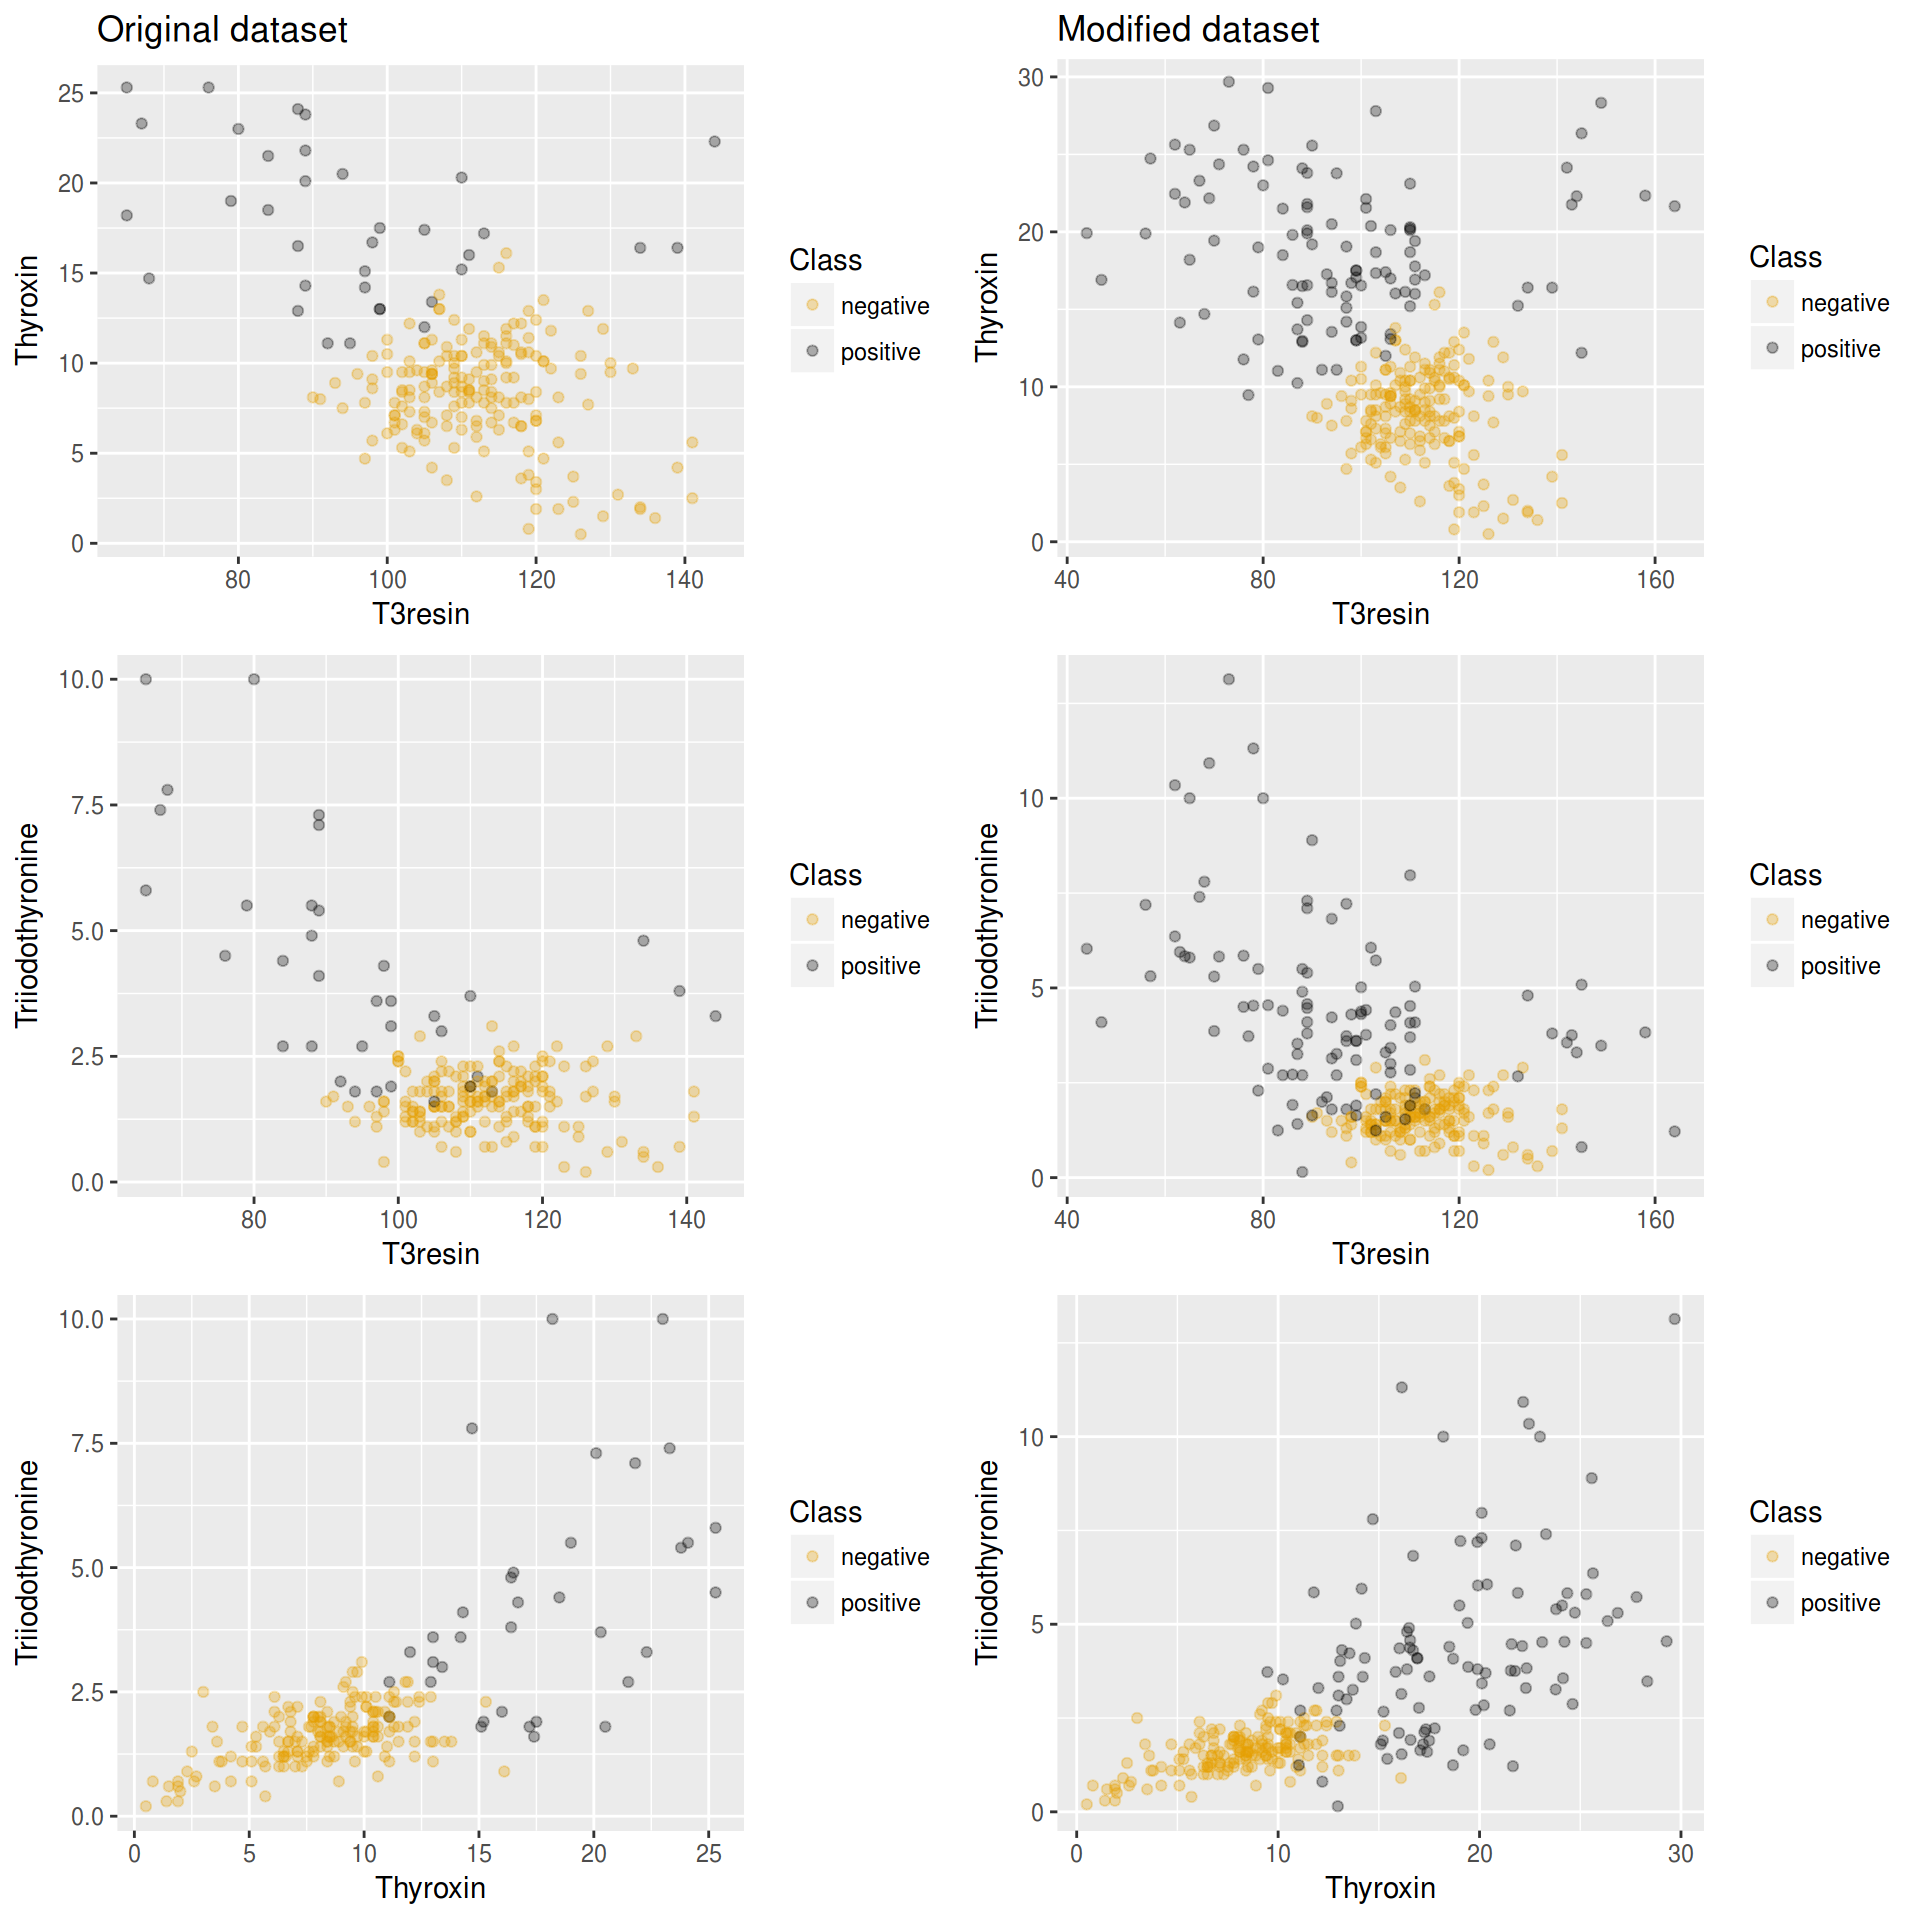 Original dataset
25
20
15
10
5
0
Thyroxin
80 100 120 140
T3resin
Class
negative
positive
Modified dataset
30
20
10
0
Thyroxin
40 80 120 160
T3resin
Class
negative
positive
10.0
7.5
5.0
2.5
0.0
Triiodothyronine
80 100 120 140
T3resin
Class
negative
positive
10
5
0
Triiodothyronine
40 80 120 160
T3resin
Class
negative
positive
10.0
7.5
5.0
2.5
0.0
Triiodothyronine
0 5 10 15 20 25
Thyroxin
Class
negative
positive
10
5
0
Triiodothyronine
0 10 20 30
Thyroxin
Class
negative
positive